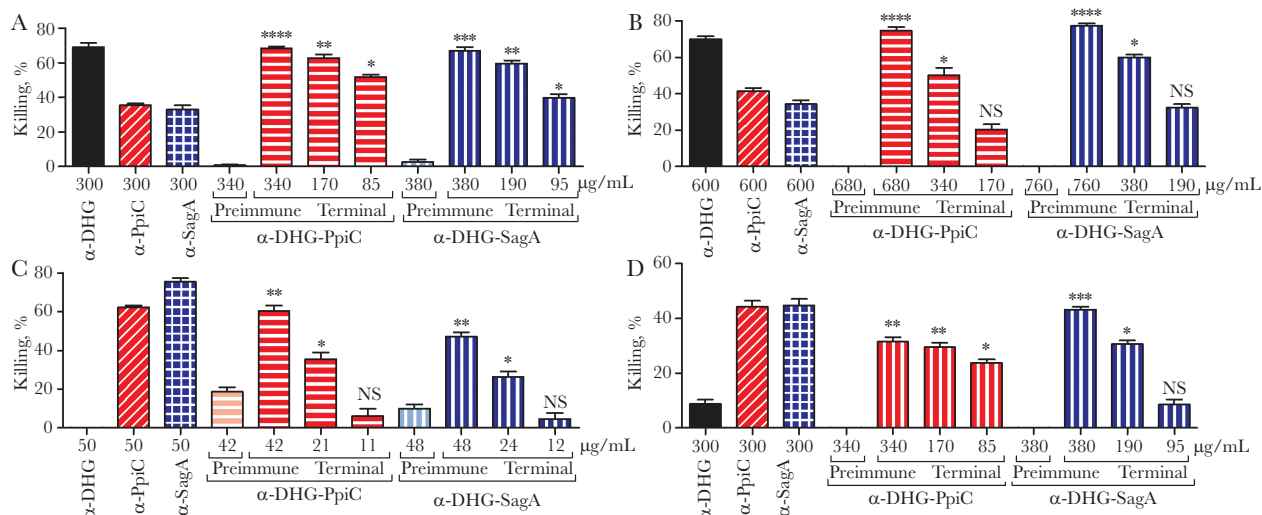 A
Killing, %
80
60
40
20
0
**** ** * *** ** *
300 300 300 340 340 170 85 380 380 190 95 μg/mL
α-DHG
α-PpiC
α-SagA
Preimmune Terminal Preimmune Terminal
α-DHG-PpiC α-DHG-SagA
B
Killing, %
80
60
40
20
0
**** * NS **** * NS
600 600 600 680 680 340 170 760 760 380 190 μg/mL
α-DHG
α-PpiC
α-SagA
Preimmune Terminal Preimmune Terminal
α-DHG-PpiC α-DHG-SagA
C
Killing, %
80
60
40
20
0
** * NS ** * NS
50 50 50 42 42 21 11 48 48 24 12 μg/mL
α-DHG
α-PpiC
α-SagA
Preimmune Terminal Preimmune Terminal
α-DHG-PpiC α-DHG-SagA
D
Killing, %
60
40
20
0
** ** * *** * NS
300 300 300 340 340 170 85 380 380 190 95 μg/mL
α-DHG
α-PpiC
α-SagA
Preimmune Terminal Preimmune Terminal
α-DHG-PpiC α-DHG-SagA